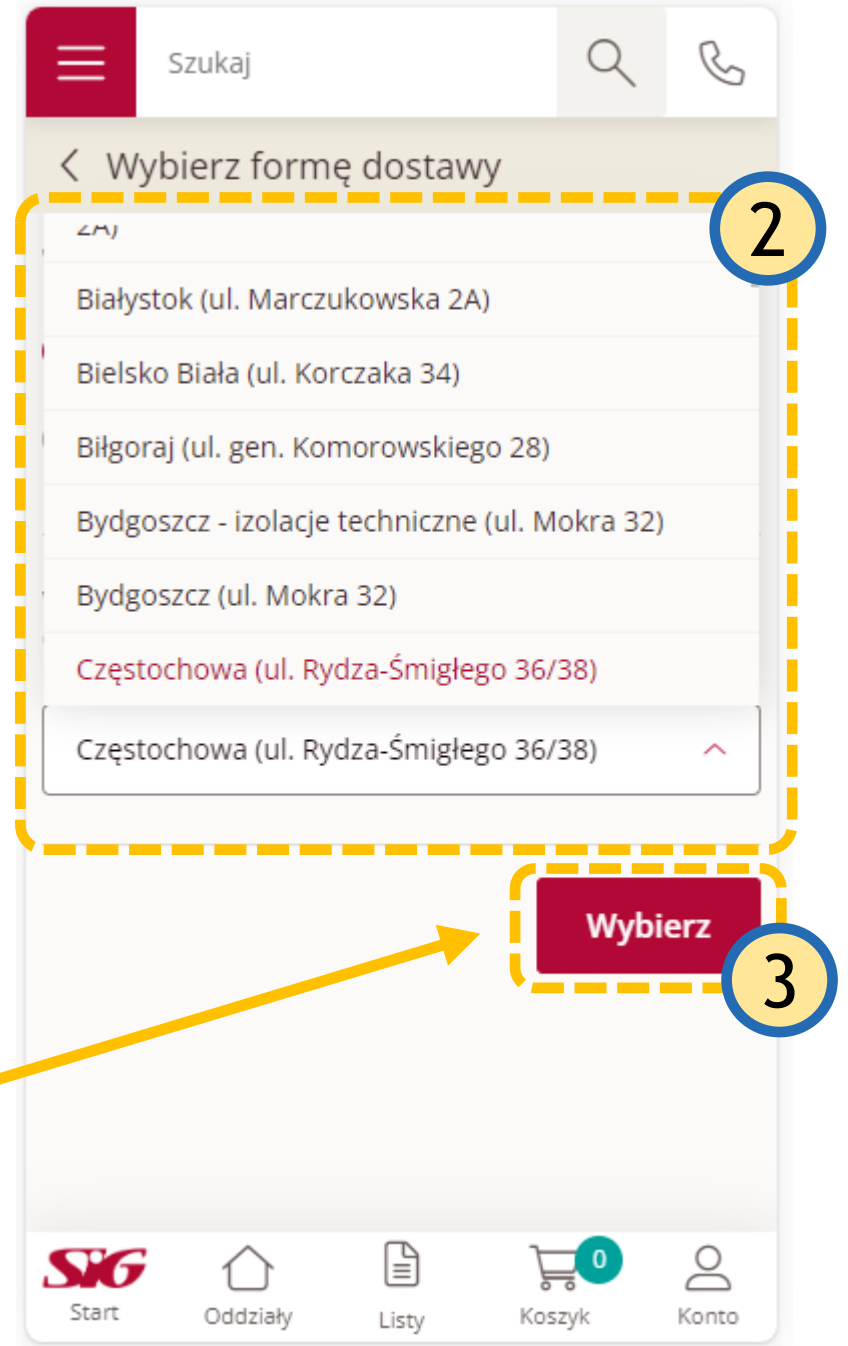 Szukaj
Wybierz formę dostawy
2
2A)
Białystok (ul. Marczukowska 2A)
Bielsko Biała (ul. Korczaka 34)
Biłgoraj (ul. gen. Komorowskiego 28)
Bydgoszcz - izolacje techniczne (ul. Mokra 32)
Bydgoszcz (ul. Mokra 32)
Częstochowa (ul. Rydza-Śmigłego 36/38)
Częstochowa (ul. Rydza-Śmigłego 36/38)
Wybierz
3
SIG
0
Start
Oddziały
Listy
Koszyk
Konto